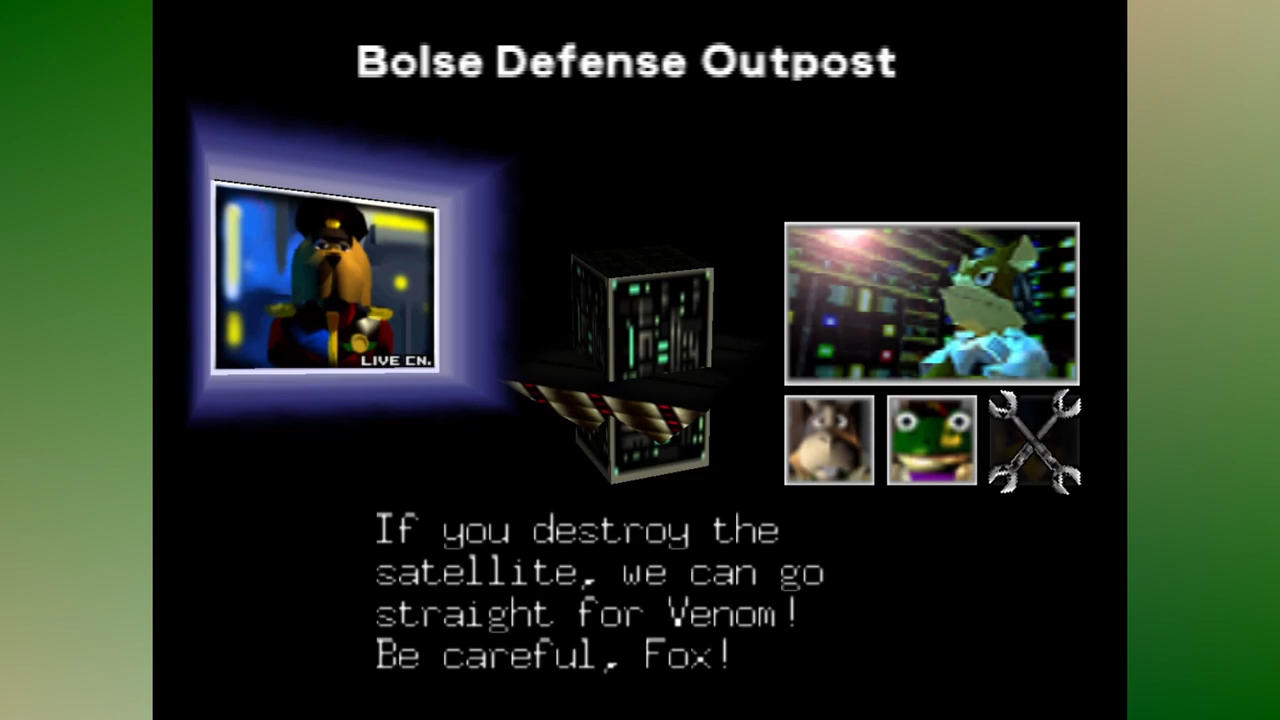 Bolse Defense Outpost
LIVE CN.
If you destroy the
satellite, we can go
straight for Venom!
Be careful, Fox!